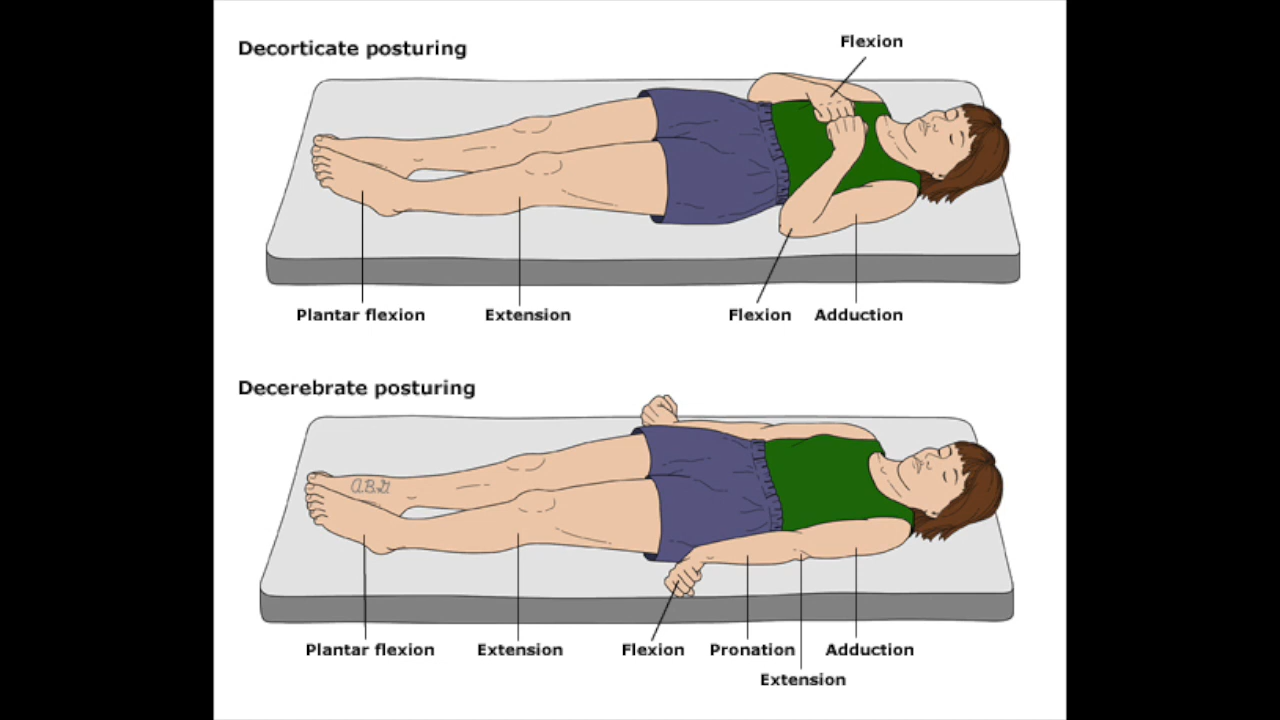 Decorticate posturing
Flexion
Plantar flexion Extension Flexion Adduction
Decerebrate posturing
Plantar flexion Extension Flexion Pronation Adduction
Extension